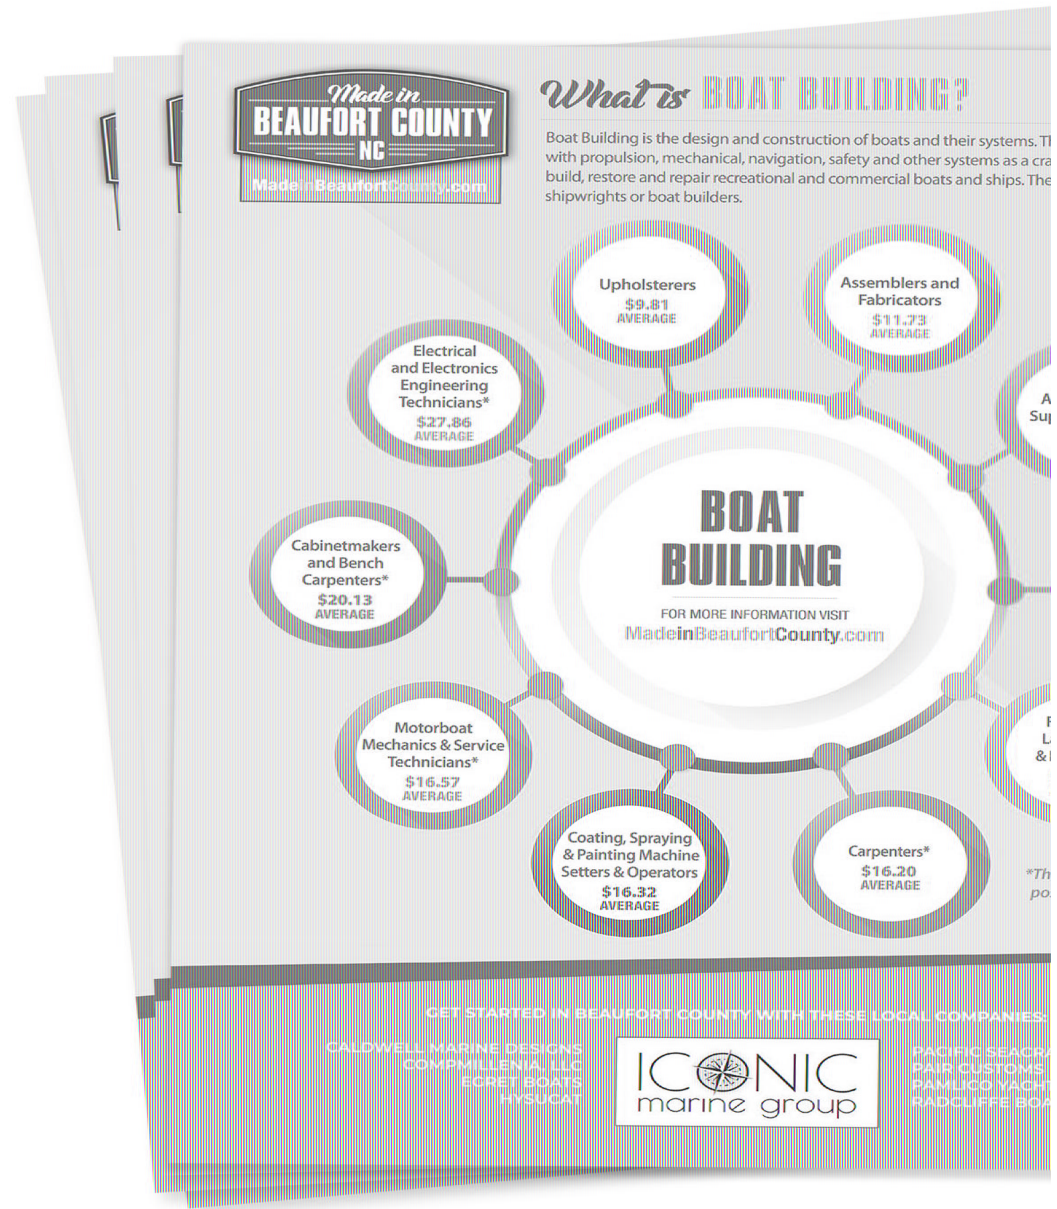 Made in
BEAUFORT COUNTY
NC
MadeinBeaufortCounty.com
What is BOAT BUILDING?
Boat Building is the design and construction of boats and their systems.
with propulsion, mechanical, navigation, safety and other systems as a
build, restore and repair recreational and commercial boats and ships.
shipwrights or boat builders.
Upholsterers
$9.81
AVERAGE
Assemblers and
Fabricators
$11.73
AVERAGE
Electrical
and Electronics
Engineering
Technicians*
$27.86
AVERAGE
Cabinetmakers
and Bench
Carpenters*
$20.13
AVERAGE
BOAT
BUILDING
FOR MORE INFORMATION VISIT
MadeinBeaufortCounty.com
Motorboat
Mechanics & Service
Technicians*
$16.57
AVERAGE
Coating, Spraying
& Painting Machine
Setters & Operators
$16.32
AVERAGE
Carpenters*
$16.20
AVERAGE
GET STARTED IN BEAUFORT COUNTY WITH THESE LOCAL COMPANIES:
CALDWELL MARINE DESIGNS
COMPMILLENIA, LLC
EGRET BOATS
HYSUCAT
ICONIC
marine group
PACIFIC
PAIR CUSTOMS
PAMLICO
RADCLIFFE